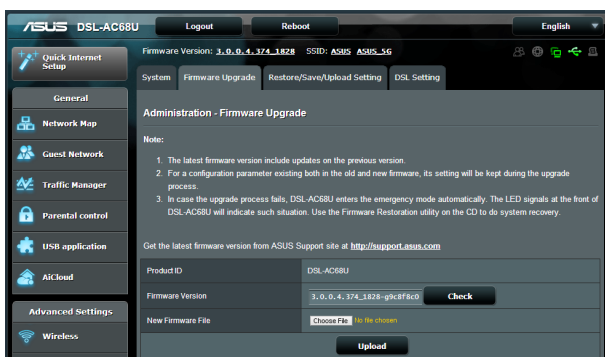 ASUS DSL-AC68U
Logout
Reboot
English
Quick Internet
Setup
General
Network Map
Guest Network
Traffic Manager
Parental control
USB application
AiCloud
Advanced Settings
Wireless
Firmware Version: 3.0.0.4.374_1828 SSID: ASUS ASUS_5G
System
Firmware Upgrade
Restore/Save/Upload Setting
DSL Setting
Administration - Firmware Upgrade
Note:
1. The latest firmware version include updates on the previous version.
2. For a configuration parameter existing both in the old and new firmware, its setting will be kept during the upgrade
process.
3. In case the upgrade process fails, DSL-AC68U enters the emergency mode automatically. The LED signals at the front of
DSL-AC68U will indicate such situation. Use the Firmware Restoration utility on the CD to do system recovery.
Get the latest firmware version from ASUS Support site at http://support.asus.com
Product ID
DSL-AC68U
Firmware Version
3.0.0.4.374_1828-g9c8f8c0
Check
New Firmware File
Choose File No file chosen
Upload